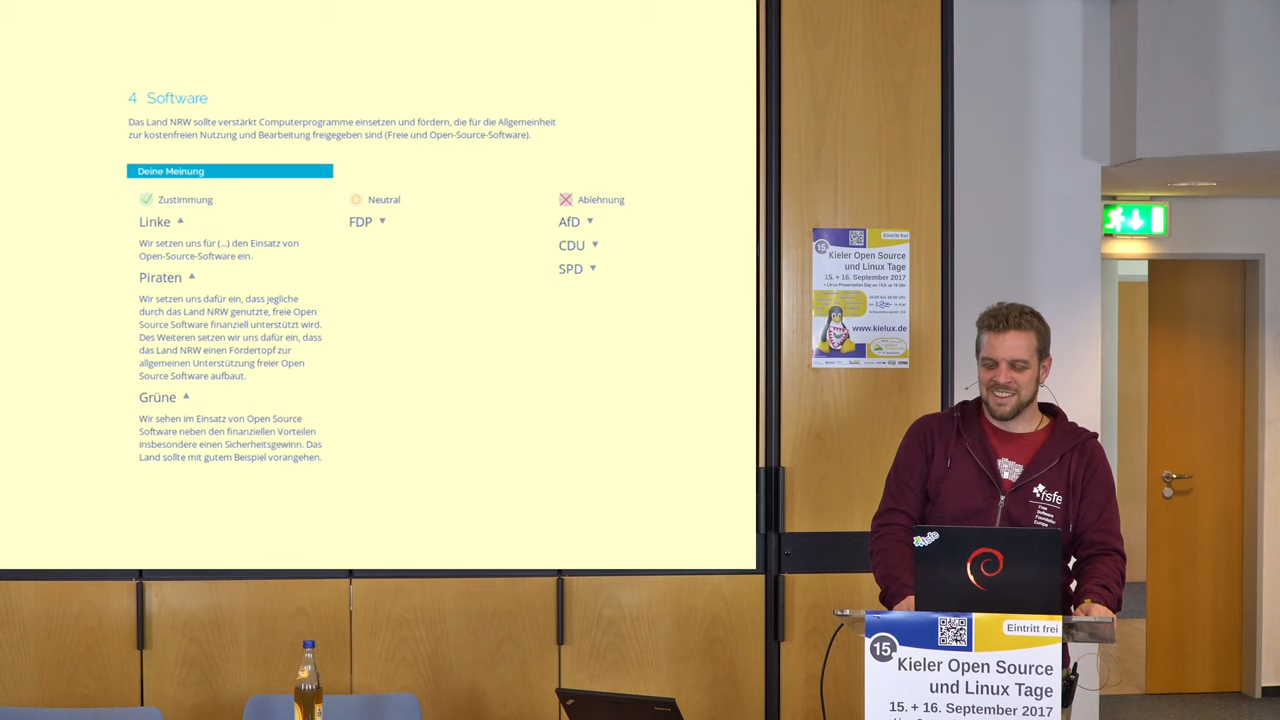 4 Software
Das Land NRW sollte verstärkt Computerprogramme einsetzen und fördern, die für die Allgemeinheit
zur kostenfreien Nutzung und Bearbeitung freigegeben sind (Freie und Open-Source-Software).
Deine Meinung
Zustimmung
Linke
Wir setzen uns für (...) den Einsatz von
Open-Source-Software ein.
Piraten
Wir setzen uns dafür ein, dass jegliche
durch das Land NRW genutzte, freie Open
Source Software finanziell unterstützt wird.
Des Weiteren setzen wir uns dafür ein, dass
das Land NRW einen Fördertopf zur
allgemeinen Unterstützung freier Open
Source Software aufbaut.
Grüne
Wir sehen im Einsatz von Open Source
Software neben den finanziellen Vorteilen
insbesondere einen Sicherheitsgewinn. Das
Land sollte mit gutem Beispiel vorangehen.
Neutral
FDP
Ablehnung
AfD
CDU
SPD
Eintritt frei
15.
Kieler Open Source
und Linux Tage
15. + 16. September 2017
www.kielux.de
fsfe
Free
Software
Foundation
Europe
fsfe
Eintritt frei
15.
Kieler Open Source
und Linux Tage
15. + 16. September 2017